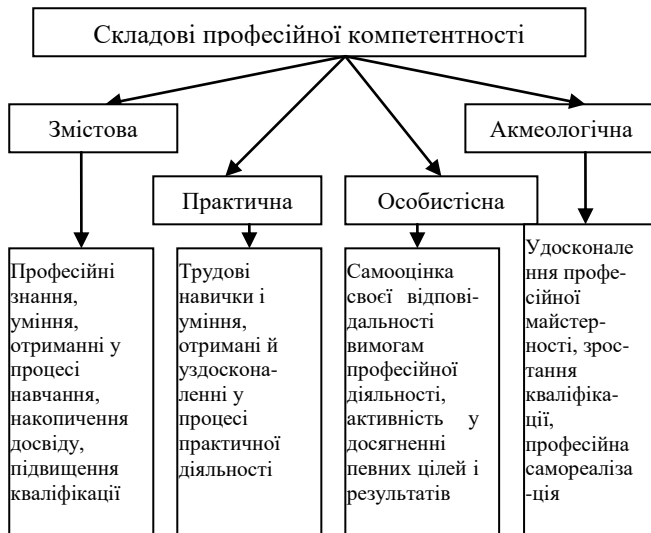 Складові професійної компетентності
Змістова
Акмеологічна
Практична
Особистісна
Професійні
знання,
уміння,
отриманні у
процесі
навчання,
накопичення
досвіду,
підвищення
кваліфікації
Трудові
навички і
уміння,
отримані й
уздоскона-
ленні у
процесі
практичної
діяльності
Самооцінка
своєї відпові-
дальності
вимогам
професійної
діяльності,
активність у
досягненні
певних цілей і
результатів
Удосконале
ння профе-
сійної
майстер-
ності, зрос-
тання
кваліфіка-
ції,
професійна
самореаліза
-ція